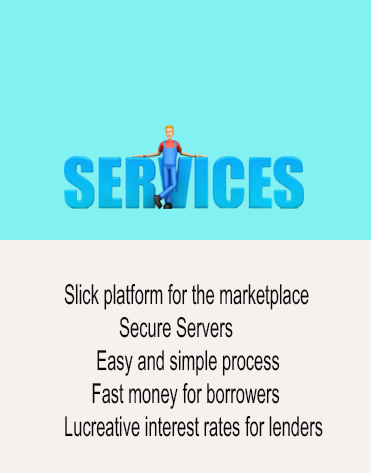 SERVICES
Slick platform for the marketplace
Secure Servers
Easy and simple process
Fast money for borrowers
Lucreative interest rates for lenders